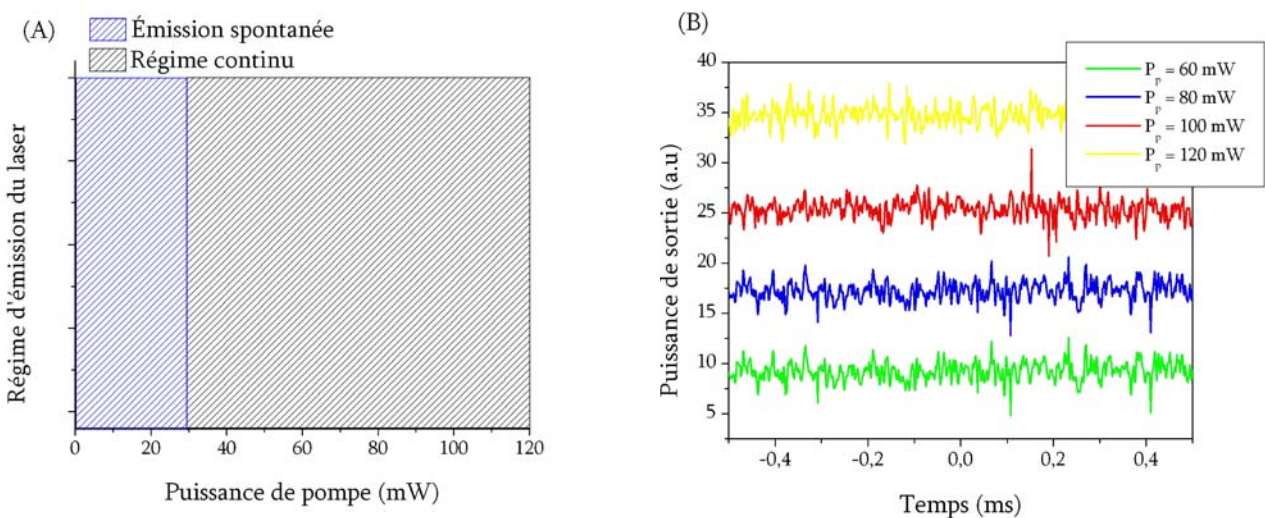 (A)
Émission spontanée
Régime continu
Régime d'émission du laser
0 20 40 60 80 100 120
Puissance de pompe (mW)
(B)
40
35
30
25
20
15
10
5
Puissance de sortie (a.u)
P_p = 60 mW
P_p = 80 mW
P_p = 100 mW
P_p = 120 mW
-0,4 -0,2 0,0 0,2 0,4
Temps (ms)